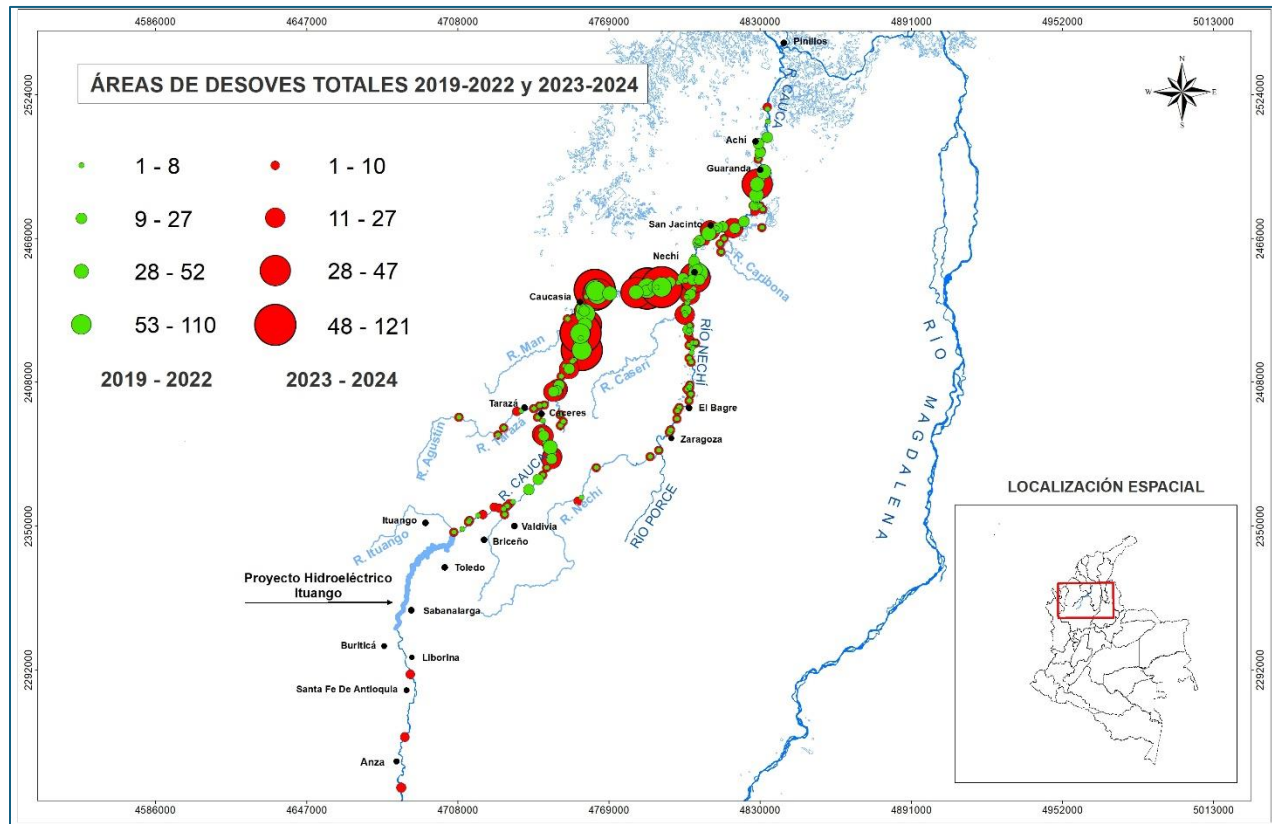 4586000 4647000 4708000 4769000 4830000 4891000 4952000 5013000
ÁREAS DE DESOVES TOTALES 2019-2022 y 2023-2024
1 - 8
1 - 10
9 - 27
11 - 27
28 - 52
28 - 47
53 - 110
48 - 121
2019 - 2022
2023 - 2024
N
W
E
S
2524000
2466000
2408000
2350000
2292000
2524000
2466000
2408000
2350000
2292000
Pinillos
R. CAUCA
Achí
Guaranda
San Jacinto
R. Caribona
Nechí
Caucasia
R. Man
R. Caserí
RÍO NECHÍ
Tarazá
Cáceres
El Bagre
R. Tarazá
Zaragoza
R. Agustín
R. CAUCA
R. Nechí
RÍO PORCE
RÍO MAGDALENA
Ituango
R. Ituango
Valdivia
Briceño
Toledo
Proyecto Hidroeléctrico
Ituango
Sabanalarga
Buriticá
Liborina
Santa Fe De Antioquia
Anza
LOCALIZACIÓN ESPACIAL
4586000 4647000 4708000 4769000 4830000 4891000 4952000 5013000